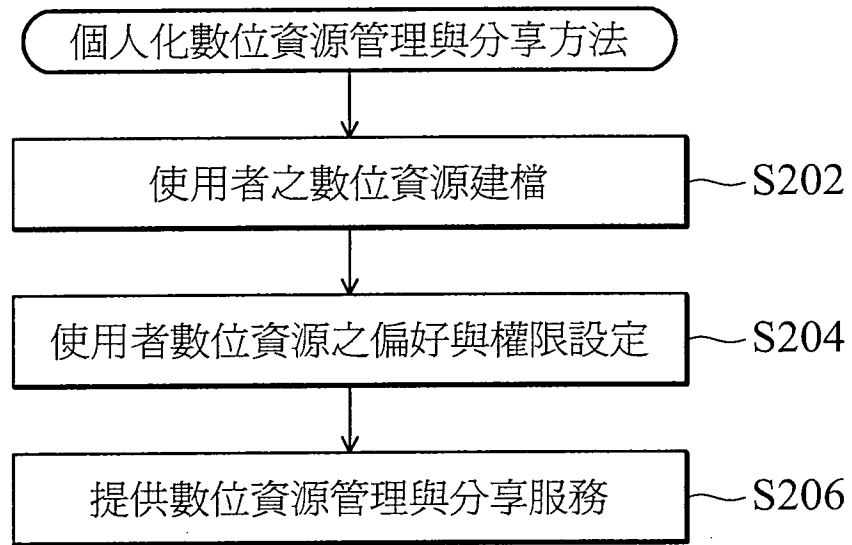 個人化數位資源管理與分享方法
使用者之數位資源建檔
S202
使用者數位資源之偏好與權限設定
S204
提供數位資源管理與分享服務
S206